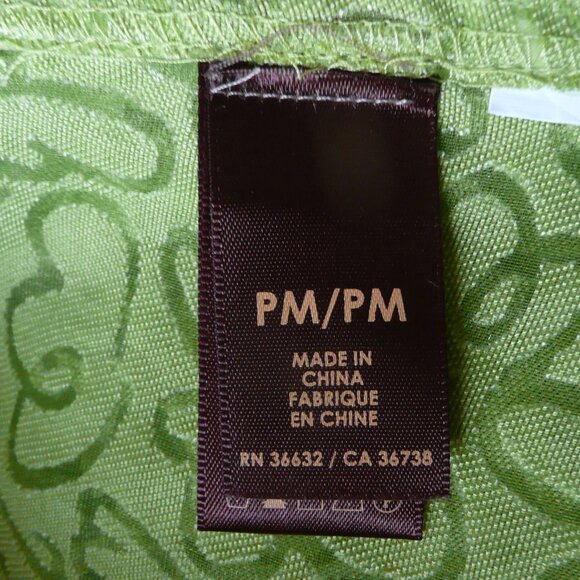 PM/PM
MADE IN
CHINA
FABRIQUE
EN CHINE
RN 36632 / CA 36738